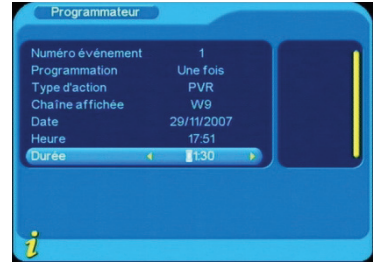 Programmateur
Numéro événement 1
Programmation Une fois
Type d'action PVR
Chaîne affichée W9
Date 29/11/2007
Heure 17:51
Durée 1:30
i